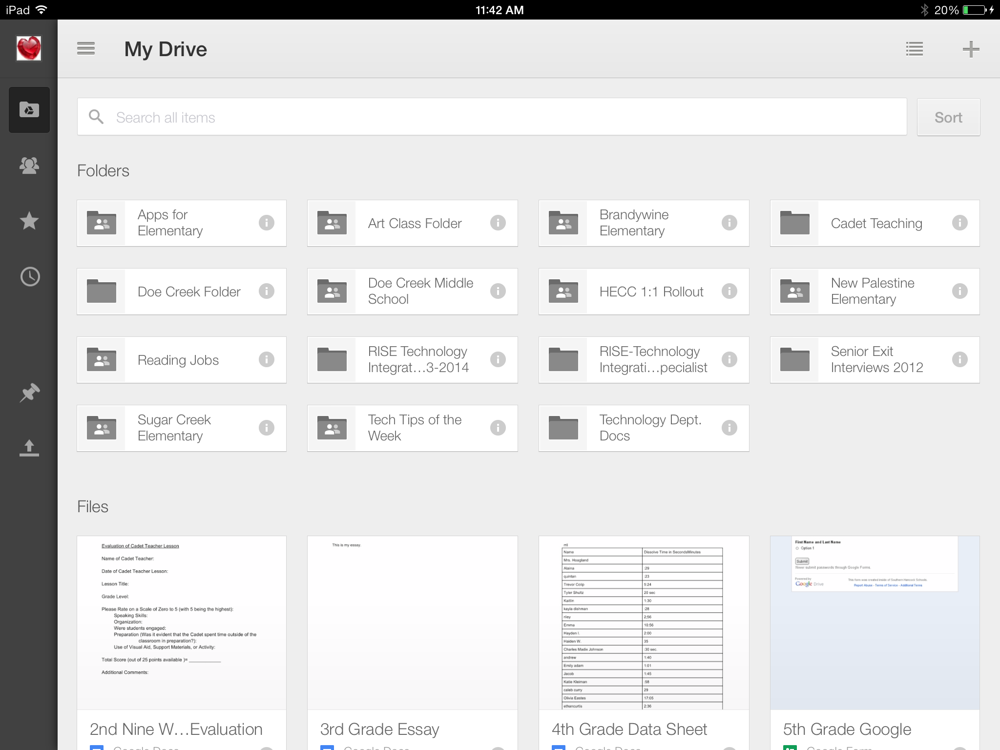 iPad
11:42 AM
20%
My Drive
Search all items
Sort
Folders
Apps for
Elementary
Art Class Folder
Brandywine
Elementary
Cadet Teaching
Doe Creek Folder
Doe Creek Middle
School
HECC 1:1 Rollout
New Palestine
Elementary
Reading Jobs
RISE Technology
Integrat...3-2014
RISE-Technology
Integrati...pecialist
Senior Exit
Interviews 2012
Sugar Creek
Elementary
Tech Tips of the
Week
Technology Dept.
Docs
Files
Evaluation of Cadet Teacher Lesson
Name of Cadet Teacher:
Date of Cadet Teacher Lesson:
Lesson Title:
Grade Level:
Please Rate on a Scale of Zero to 5 (with 5 being the highest):
Speaking Skills:
Organization:
Were students engaged:
Preparation (Was it evident that the Cadet spent time outside of the
classroom in preparation?):
Use of Visual Aid, Support Materials, or Activity:
Total Score (out of 25 points available )= ____________
Additional Comments:
2nd Nine W...Evaluation
Google Docs
This is my essay.
3rd Grade Essay
Google Docs
Name Dissolve Time in SecondsMinutes
Mrs. Hoagland
Alaina :29
quintan :23
Trevor Colip 5:24
Tyler Shultz 20 sec
Kaitlin 1:30
kayla dishman :28
riley 2:56
Emma 10:56
Hayden I. 2:00
Haiden W. 35
Charles Madix Johnson :30 sec.
andrew 1:40
Emily adam 1:01
Jacob 1:45
Katie Kleiman :58
caleb curry 29
Olivia Eastes 17:05
ethancurtis 2:36
4th Grade Data Sheet
Google Docs
First Name and Last Name
Option 1
Submit
Never submit passwords through Google Forms.
Powered by
Google Drive
This form was created inside of Southern Hancock Schools.
Report Abuse - Terms of Service - Additional Terms
5th Grade Google
Google Form